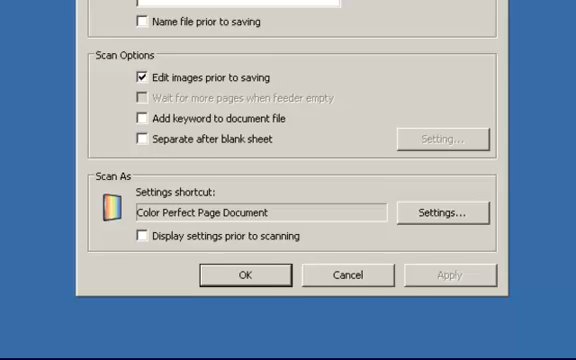 Name file prior to saving
Scan Options
Edit images prior to saving
Wait for more pages when feeder empty
Add keyword to document file
Separate after blank sheet
Setting...
Scan As
Settings shortcut:
Color Perfect Page Document
Settings...
Display settings prior to scanning
OK
Cancel
Apply